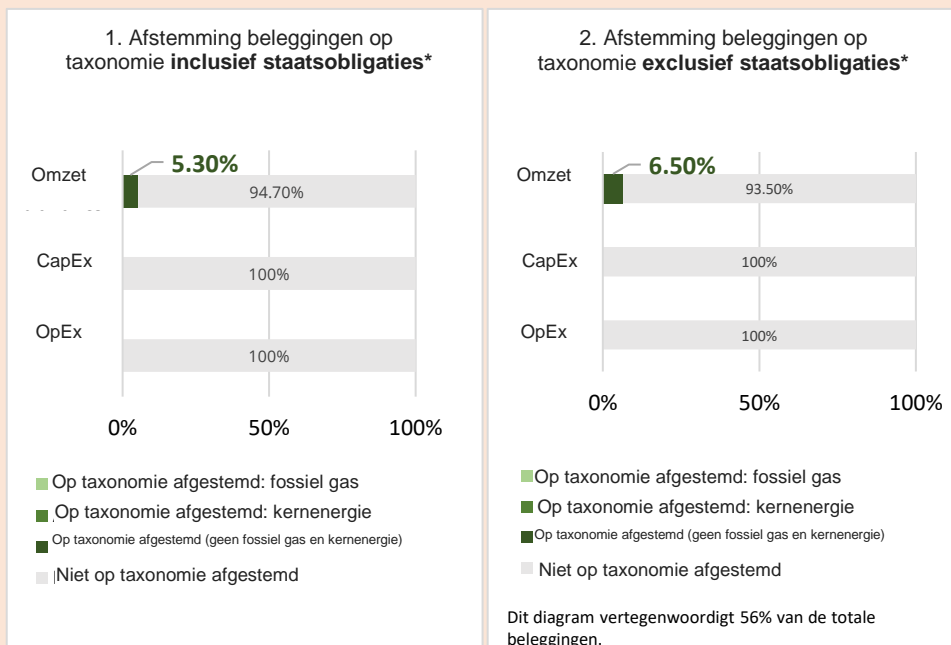 1. Afstemming beleggingen op
taxonomie inclusief staatsobligaties*
Omzet
5.30%
94.70%
CapEx
100%
OpEx
100%
0% 50% 100%
Op taxonomie afgestemd: fossiel gas
Op taxonomie afgestemd: kernenergie
Op taxonomie afgestemd (geen fossiel gas en kernenergie)
Niet op taxonomie afgestemd
2. Afstemming beleggingen op
taxonomie exclusief staatsobligaties*
Omzet
6.50%
93.50%
CapEx
100%
OpEx
100%
0% 50% 100%
Op taxonomie afgestemd: fossiel gas
Op taxonomie afgestemd: kernenergie
Op taxonomie afgestemd (geen fossiel gas en kernenergie)
Niet op taxonomie afgestemd
Dit diagram vertegenwoordigt 56% van de totale
beleggingen.